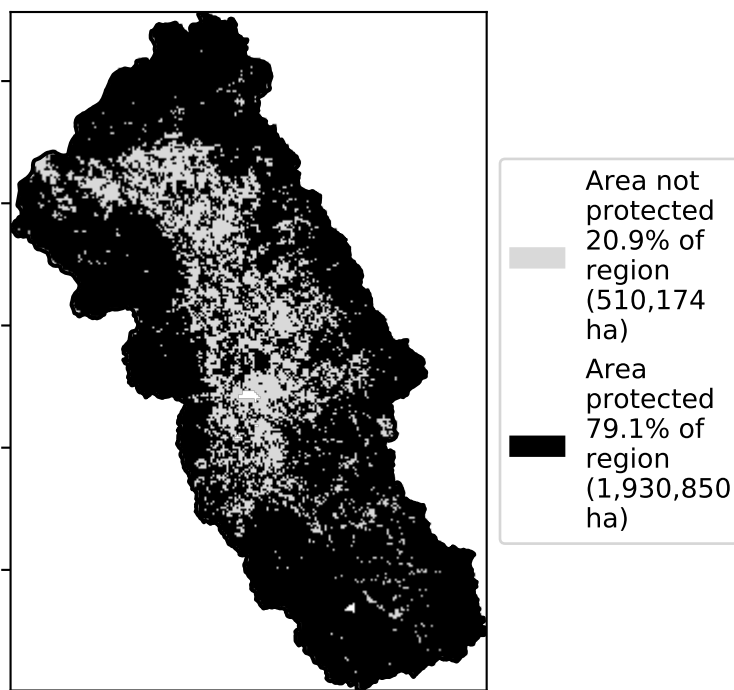 Area not
protected
20.9% of
region
(510,174
ha)
Area
protected
79.1% of
region
(1,930,850
ha)